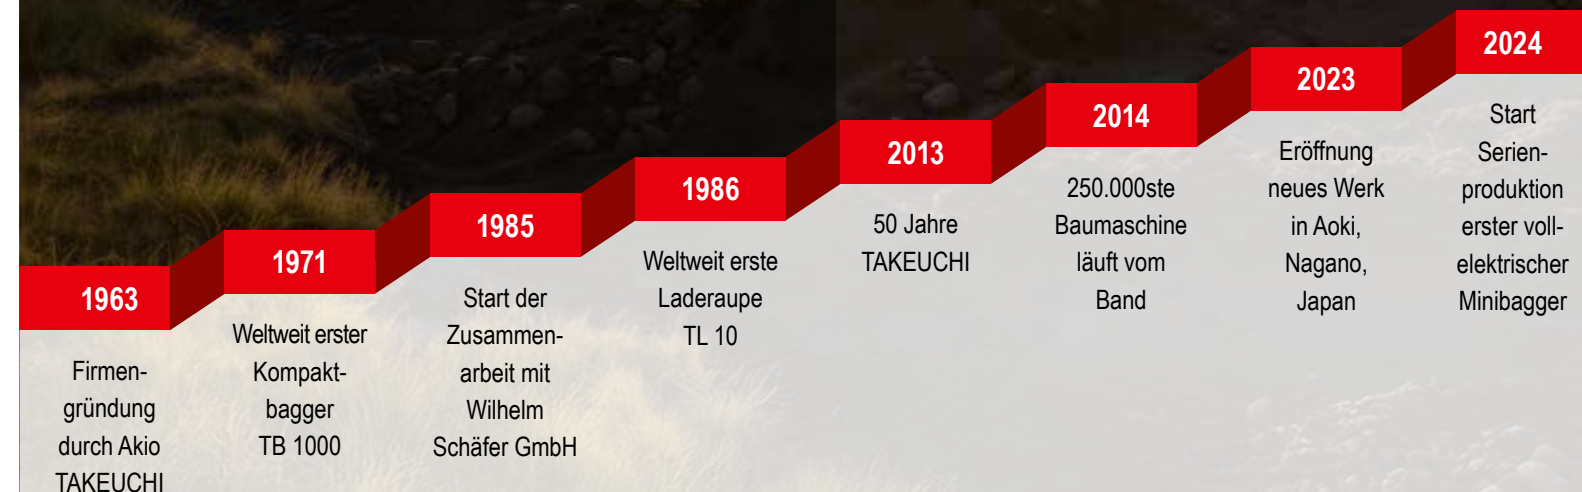 1963
Firmen-
gründung
durch Akio
TAKEUCHI
1971
Weltweit erster
Kompakt-
bagger
TB 1000
1985
Start der
Zusammen-
arbeit mit
Wilhelm
Schäfer GmbH
1986
Weltweit erste
Laderaupe
TL 10
2013
50 Jahre
TAKEUCHI
2014
250.000ste
Baumaschine
läuft vom
Band
2023
Eröffnung
neues Werk
in Aoki,
Nagano,
Japan
2024
Start
Serien-
produktion
erster voll-
elektrischer
Minibagger